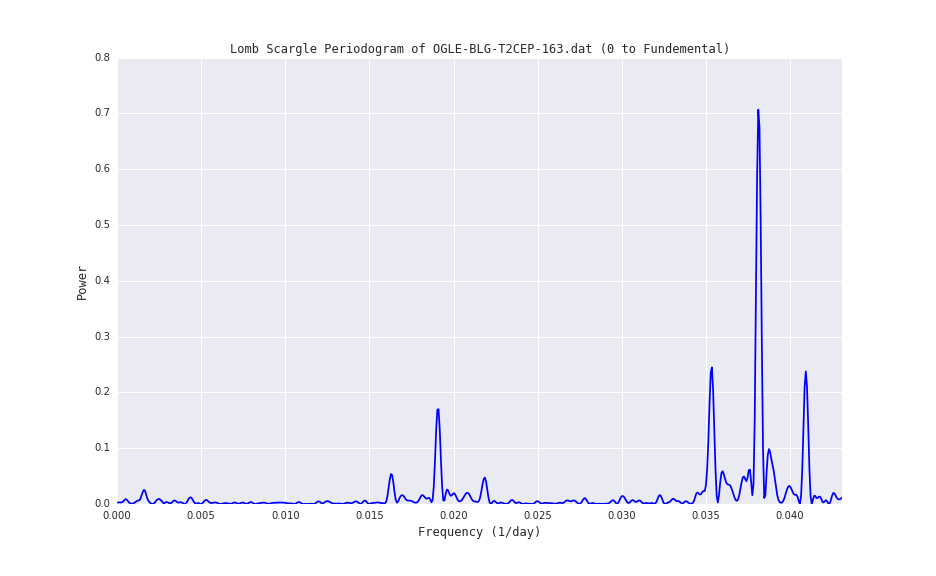 Lomb Scargle Periodogram of OGLE-BLG-T2CEP-163.dat (0 to Fundemental)
0.8
0.7
0.6
0.5
0.4
0.3
0.2
0.1
0.0
Power
0.000 0.005 0.010 0.015 0.020 0.025 0.030 0.035 0.040
Frequency (1/day)